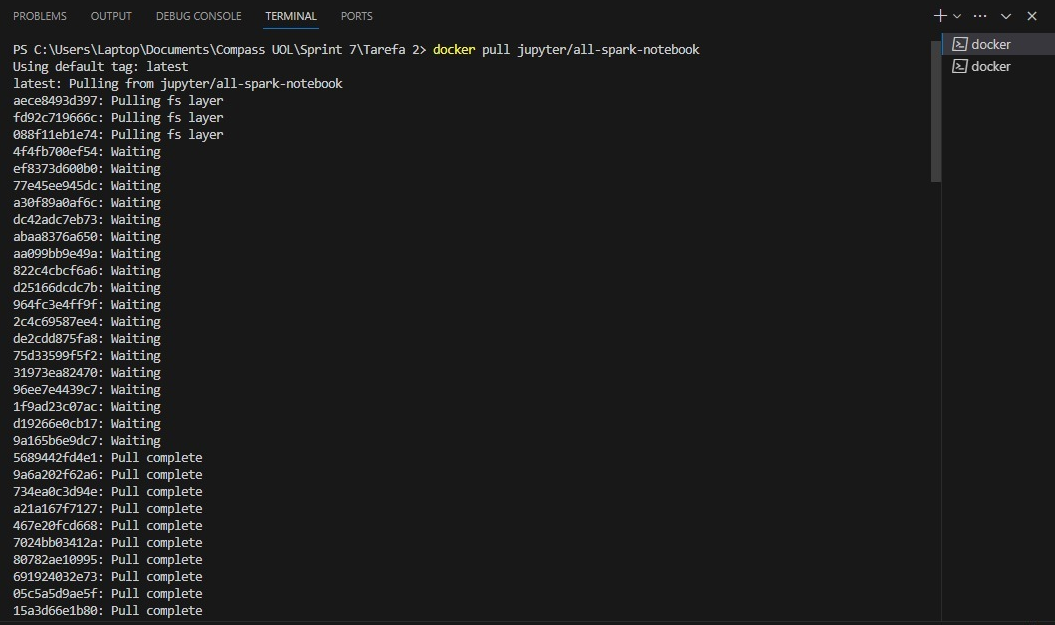 PROBLEMS OUTPUT DEBUG CONSOLE TERMINAL PORTS
PS C:\Users\Laptop\Documents\Compass UOL\Sprint 7\Tarefa 2> docker pull jupyter/all-spark-notebook
Using default tag: latest
latest: Pulling from jupyter/all-spark-notebook
aece8493d397: Pulling fs layer
fd92c719666c: Pulling fs layer
088f11eb1e74: Pulling fs layer
4f4fb700ef54: Waiting
ef8373d600b0: Waiting
77e45ee945dc: Waiting
a30f89a0af6c: Waiting
dc42adc7eb73: Waiting
abaa8376a650: Waiting
aa099bb9e49a: Waiting
822c4cbcf6a6: Waiting
d25166dcdc7b: Waiting
964fc3e4ff9f: Waiting
2c4c69587ee4: Waiting
de2cdd875fa8: Waiting
75d33599f5f2: Waiting
31973ea82470: Waiting
96ee7e4439c7: Waiting
1f9ad23c07ac: Waiting
d19266e0cb17: Waiting
9a165b6e9dc7: Waiting
5689442fd4e1: Pull complete
9a6a202f62a6: Pull complete
734ea0c3d94e: Pull complete
a21a167f7127: Pull complete
467e20fcd668: Pull complete
7024bb03412a: Pull complete
80782ae10995: Pull complete
691924032e73: Pull complete
05c5a5d9ae5f: Pull complete
15a3d66e1b80: Pull complete
docker
docker